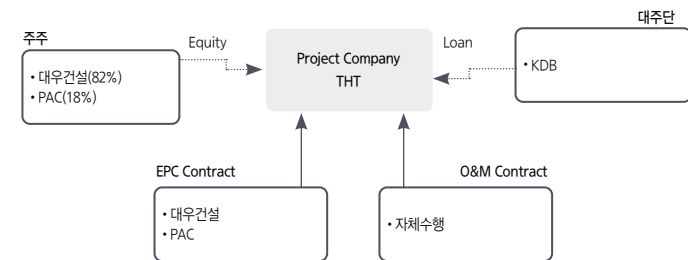 주주
Equity
• 대우건설(82%)
• PAC(18%)
Project Company
THT
Loan
대주단
• KDB
EPC Contract
• 대우건설
• PAC
O&M Contract
• 자체수행